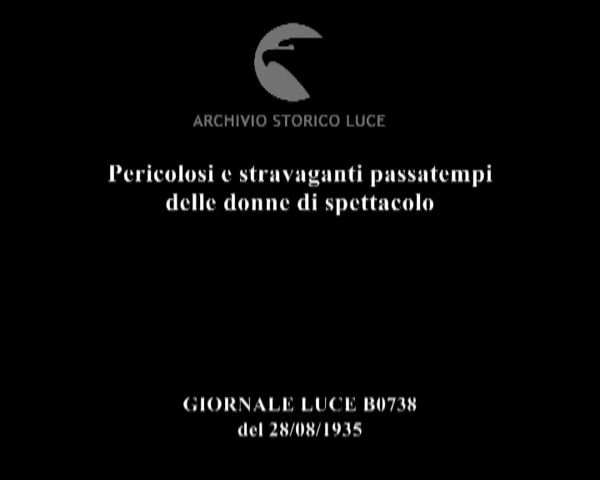 ARCHIVIO STORICO LUCE
Pericolosi e stravaganti passatempi
delle donne di spettacolo
GIORNALE LUCE B0738
del 28/08/1935